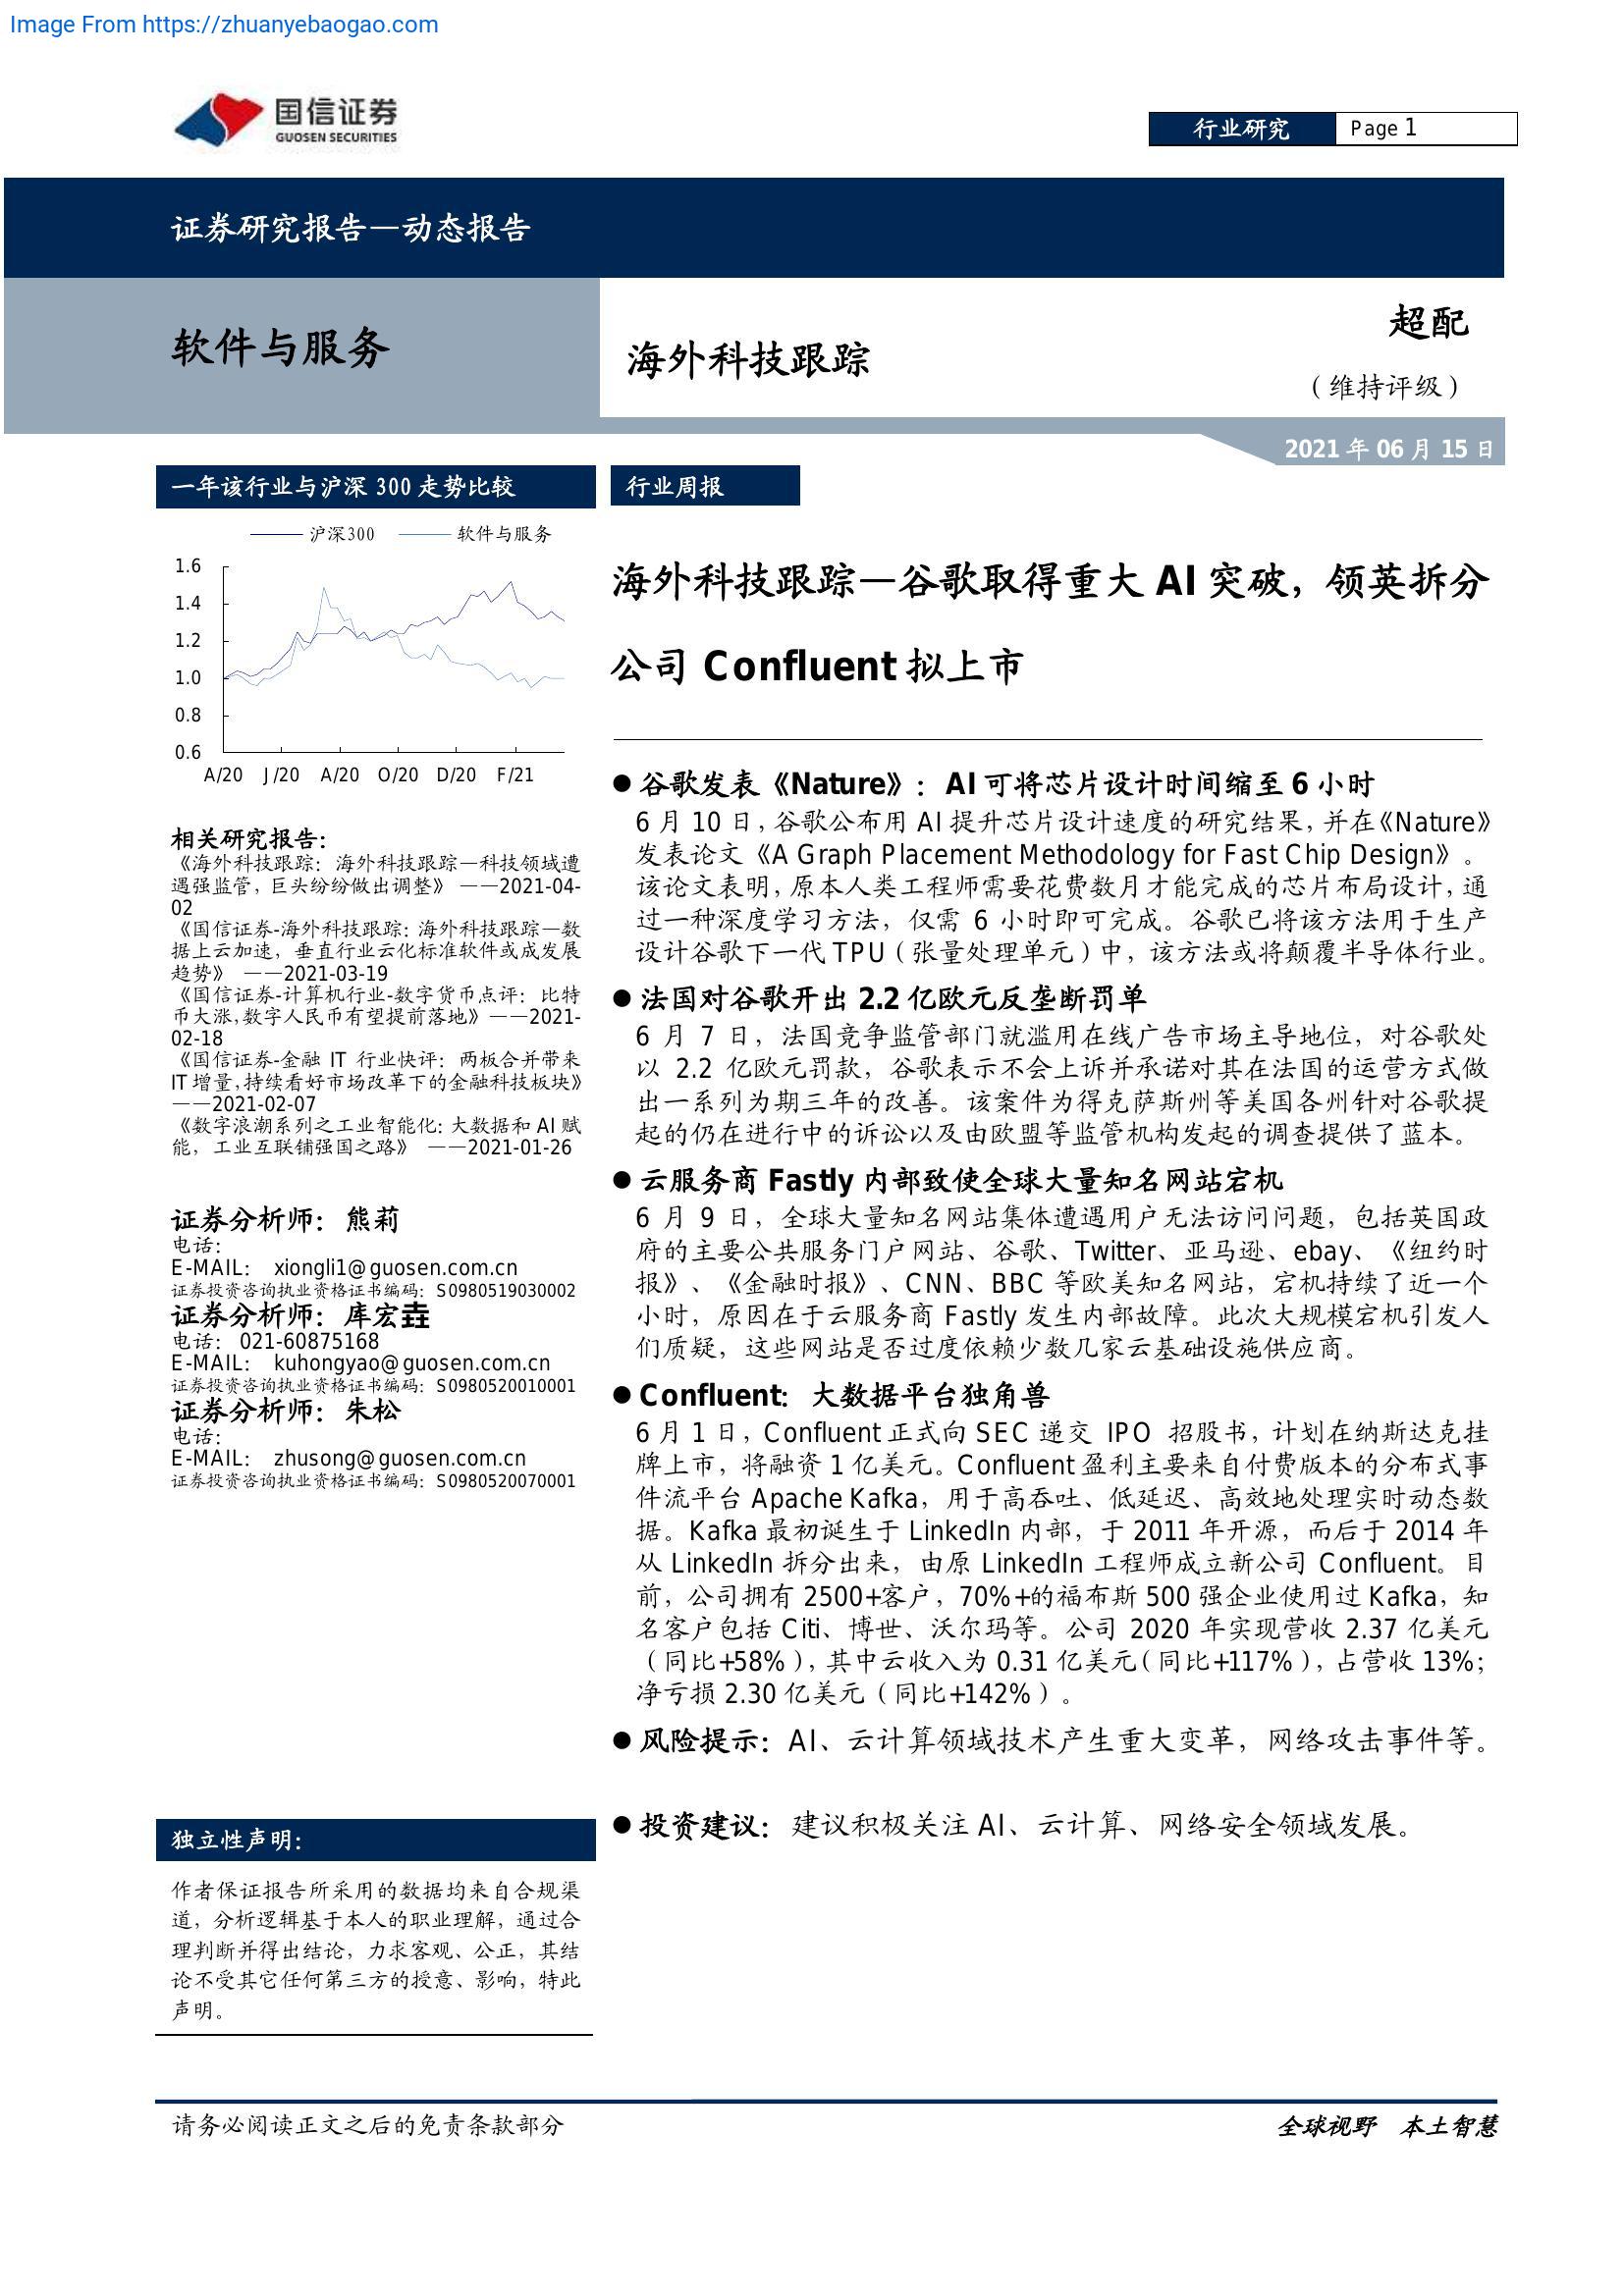 Image From https://zhuanyebaogao.com
国信证券
GUOSEN SECURITIES
行业研究
Page 1
证券研究报告—动态报告
软件与服务
海外科技跟踪
超配
（维持评级）
2021 年 06 月 15 日
一年该行业与沪深 300 走势比较
沪深300 软件与服务
1.6
1.4
1.2
1.0
0.8
0.6
A/20 J/20 A/20 O/20 D/20 F/21
相关研究报告：
《海外科技跟踪：海外科技跟踪—科技领域遭
遇强监管，巨头纷纷做出调整》 ——2021-04-
02
《国信证券-海外科技跟踪：海外科技跟踪—数
据上云加速，垂直行业云化标准软件或成发展
趋势》 ——2021-03-19
《国信证券-计算机行业-数字货币点评：比特
币大涨，数字人民币有望提前落地》——2021-
02-18
《国信证券-金融 IT 行业快评：两板合并带来
IT 增量，持续看好市场改革下的金融科技板块》
——2021-02-07
《数字浪潮系列之工业智能化：大数据和 AI 赋
能，工业互联铺强国之路》 ——2021-01-26
证券分析师：熊莉
电话：
E-MAIL： xiongli1@guosen.com.cn
证券投资咨询执业资格证书编码：S0980519030002
证券分析师：库宏垚
电话： 021-60875168
E-MAIL： kuhongyao@guosen.com.cn
证券投资咨询执业资格证书编码：S0980520010001
证券分析师：朱松
电话：
E-MAIL： zhusong@guosen.com.cn
证券投资咨询执业资格证书编码：S0980520070001
独立性声明：
作者保证报告所采用的数据均来自合规渠
道，分析逻辑基于本人的职业理解，通过合
理判断并得出结论，力求客观、公正，其结
论不受其它任何第三方的授意、影响，特此
声明。
行业周报
海外科技跟踪—谷歌取得重大 AI 突破，领英拆分
公司 Confluent 拟上市
● 谷歌发表《Nature》：AI 可将芯片设计时间缩至 6 小时
6 月 10 日，谷歌公布用 AI 提升芯片设计速度的研究结果，并在《Nature》
发表论文《A Graph Placement Methodology for Fast Chip Design》。
该论文表明，原本人类工程师需要花费数月才能完成的芯片布局设计，通
过一种深度学习方法，仅需 6 小时即可完成。谷歌已将该方法用于生产
设计谷歌下一代 TPU（张量处理单元）中，该方法或将颠覆半导体行业。
● 法国对谷歌开出 2.2 亿欧元反垄断罚单
6 月 7 日，法国竞争监管部门就滥用在线广告市场主导地位，对谷歌处
以 2.2 亿欧元罚款，谷歌表示不会上诉并承诺对其在法国的运营方式做
出一系列为期三年的改善。该案件为得克萨斯州等美国各州针对谷歌提
起的仍在进行中的诉讼以及由欧盟等监管机构发起的调查提供了蓝本。
● 云服务商 Fastly 内部致使全球大量知名网站宕机
6 月 9 日，全球大量知名网站集体遭遇用户无法访问问题，包括英国政
府的主要公共服务门户网站、谷歌、Twitter、亚马逊、ebay、《纽约时
报》、《金融时报》、CNN、BBC 等欧美知名网站，宕机持续了近一个
小时，原因在于云服务商 Fastly 发生内部故障。此次大规模宕机引发人
们质疑，这些网站是否过度依赖少数几家云基础设施供应商。
● Confluent：大数据平台独角兽
6 月 1 日，Confluent 正式向 SEC 递交 IPO 招股书，计划在纳斯达克挂
牌上市，将融资 1 亿美元。Confluent 盈利主要来自付费版本的分布式事
件流平台 Apache Kafka，用于高吞吐、低延迟、高效地处理实时动态数
据。Kafka 最初诞生于 LinkedIn 内部，于 2011 年开源，而后于 2014 年
从 LinkedIn 拆分出来，由原 LinkedIn 工程师成立新公司 Confluent。目
前，公司拥有 2500+客户，70%+的福布斯 500 强企业使用过 Kafka，知
名客户包括 Citi、博世、沃尔玛等。公司 2020 年实现营收 2.37 亿美元
（同比+58%），其中云收入为 0.31 亿美元（同比+117%），占营收 13%；
净亏损 2.30 亿美元（同比+142%）。
● 风险提示：AI、云计算领域技术产生重大变革，网络攻击事件等。
● 投资建议：建议积极关注 AI、云计算、网络安全领域发展。
请务必阅读正文之后的免责条款部分
全球视野 本土智慧